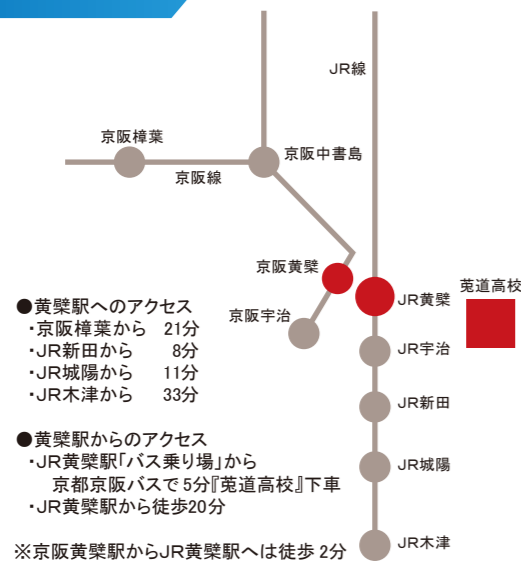 JR線
京阪樟葉
京阪中書島
京阪線
京阪黄檗
JR黄檗
莵道高校
京阪宇治
JR宇治
JR新田
JR城陽
JR木津
●黄檗駅へのアクセス
・京阪樟葉から 21分
・JR新田から 8分
・JR城陽から 11分
・JR木津から 33分
●黄檗駅からのアクセス
・JR黄檗駅「バス乗り場」から
京都京阪バスで5分『莵道高校』下車
・JR黄檗駅から徒歩20分
※京阪黄檗駅からJR黄檗駅へは徒歩 2分